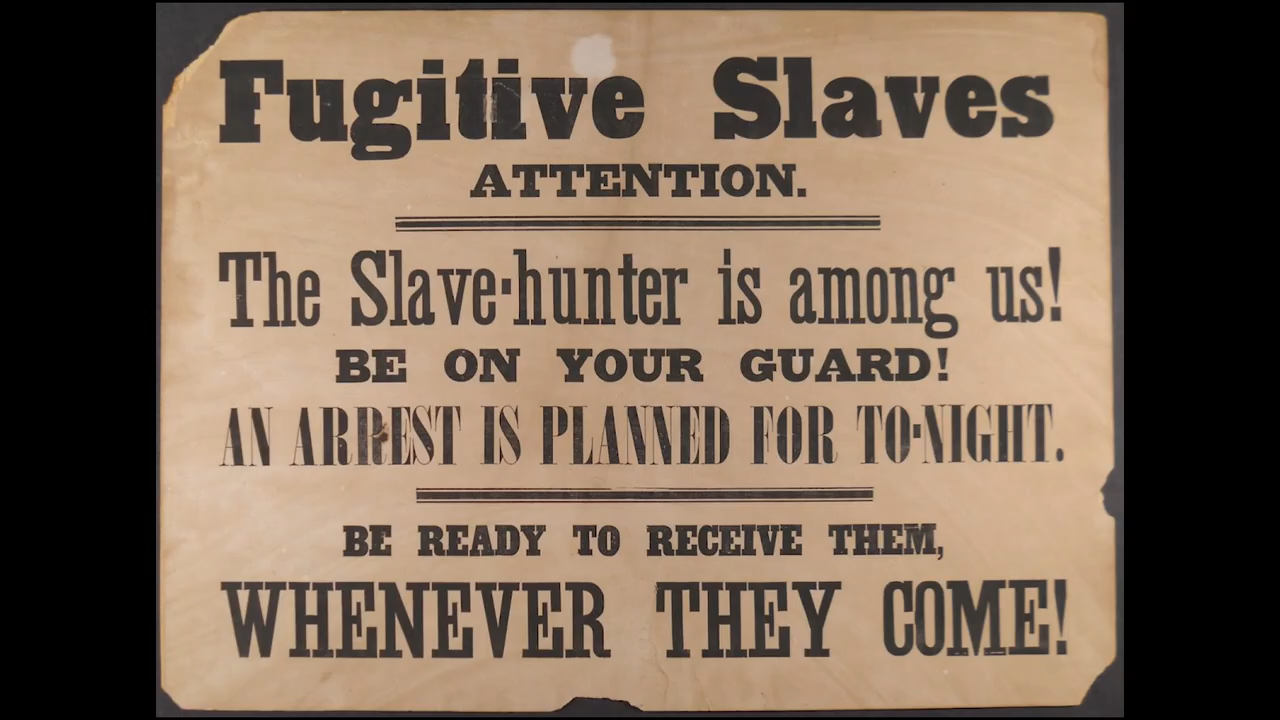 Fugitive Slaves
ATTENTION.
The Slave-hunter is among us!
BE ON YOUR GUARD!
AN ARREST IS PLANNED FOR TO-NIGHT.
BE READY TO RECEIVE THEM,
WHENEVER THEY COME!